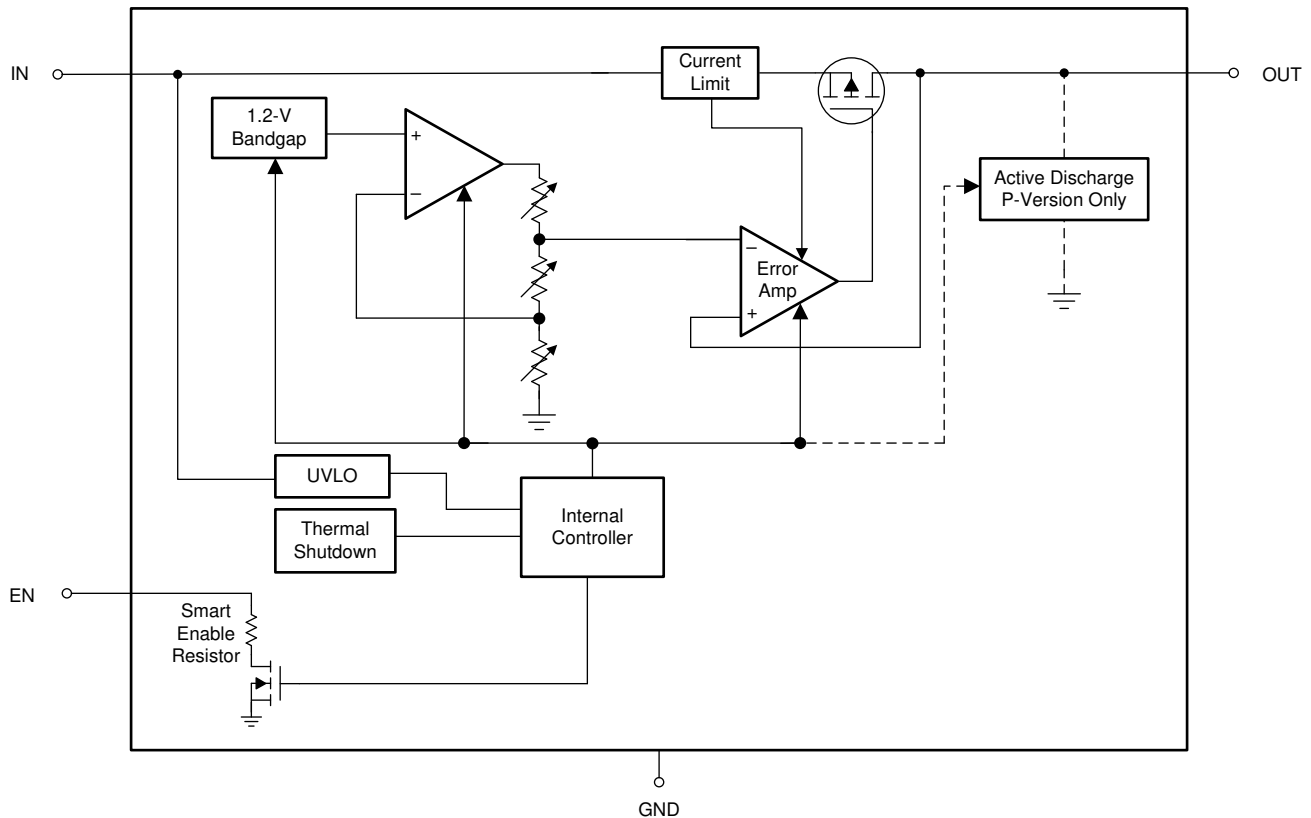 IN
Current
Limit
OUT
1.2-V
Bandgap
+
−
Active Discharge
P-Version Only
−
Error
Amp
+
UVLO
Internal
Controller
Thermal
Shutdown
EN
Smart
Enable
Resistor
GND